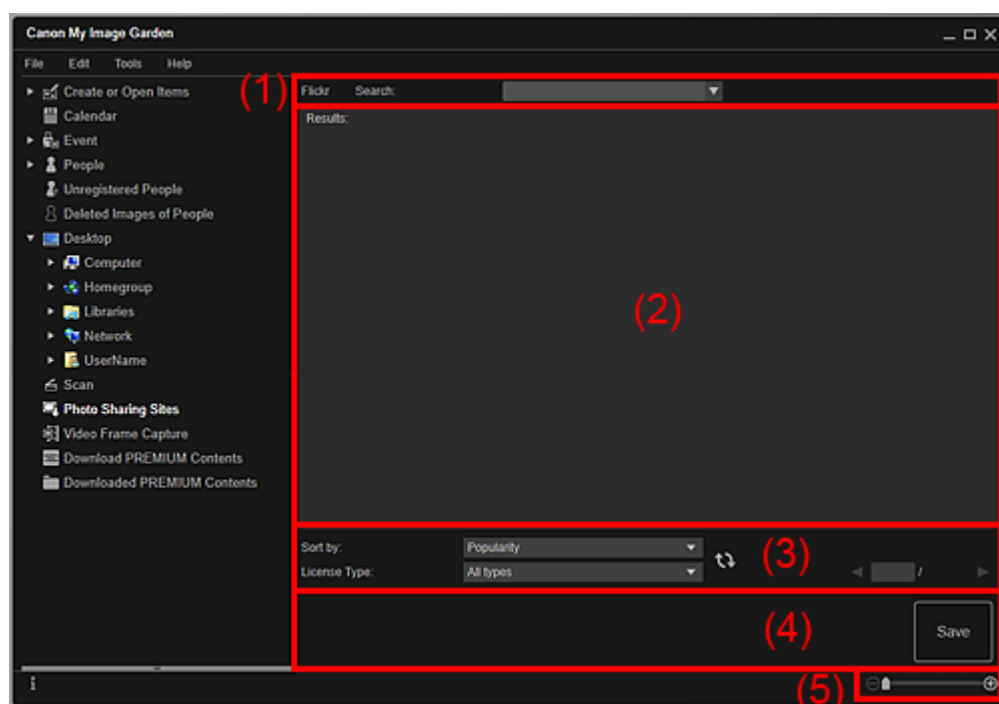 Canon My Image Garden
File Edit Tools Help
(1)
Flickr Search:
Create or Open Items
Calendar
Event
People
Unregistered People
Deleted Images of People
Desktop
Computer
Homegroup
Libraries
Network
UserName
Scan
Photo Sharing Sites
Video Frame Capture
Download PREMIUM Contents
Downloaded PREMIUM Contents
Results:
(2)
Sort by: Popularity
License Type: All types
(3)
/
(4)
Save
(5)